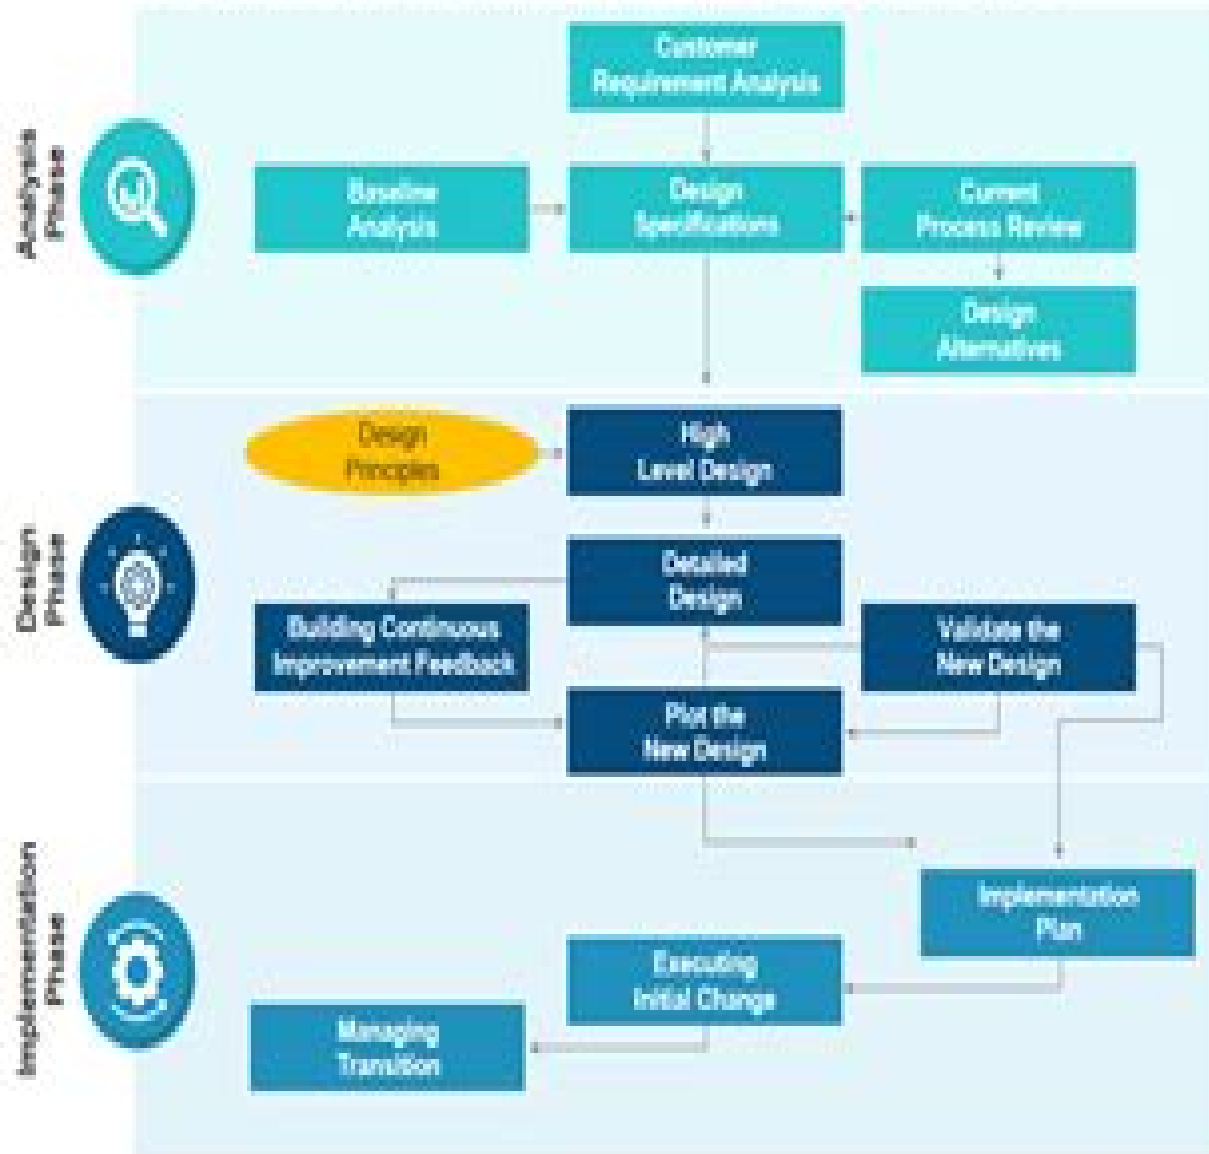 Analysis
Phase
Customer
Requirement Analysis
Baseline
Analysis
Design
Specifications
Current
Process Review
Design
Alternatives
Design
Phase
Design
Principles
High
Level Design
Detailed
Design
Building Continuous
Improvement Feedback
Validate the
New Design
Plot the
New Design
Implementation
Phase
Implementation
Plan
Executing
Initial Change
Managing
Transition